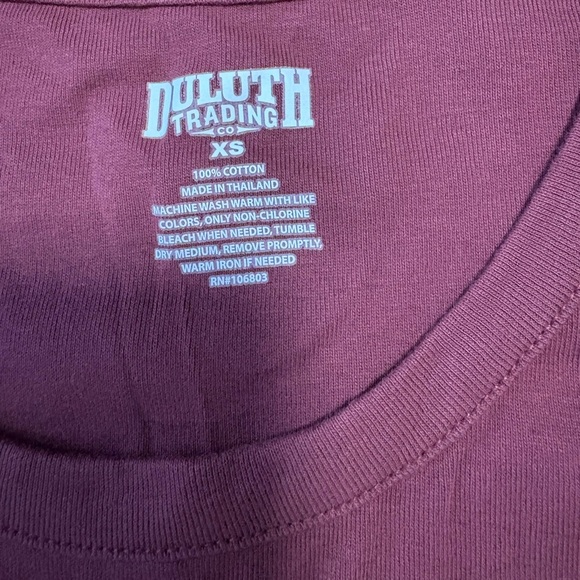 DULUTH
TRADING
CO
XS
100% COTTON
MADE IN THAILAND
MACHINE WASH WARM WITH LIKE
COLORS, ONLY NON-CHLORINE
BLEACH WHEN NEEDED, TUMBLE
DRY MEDIUM, REMOVE PROMPTLY,
WARM IRON IF NEEDED
RN#106803